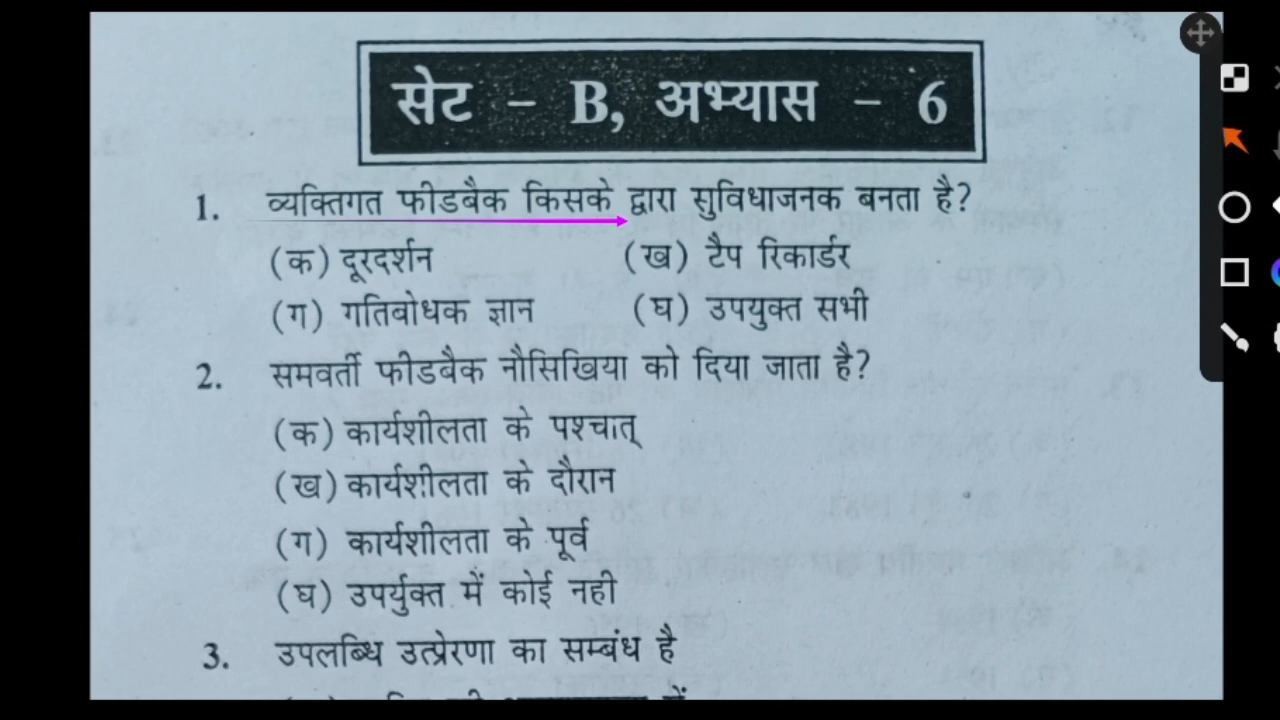 सेट – B, अभ्यास – 6
1. व्यक्तिगत फीडबैक किसके द्वारा सुविधाजनक बनता है?
(क) दूरदर्शन (ख) टैप रिकार्डर
(ग) गतिबोधक ज्ञान (घ) उपयुक्त सभी
2. समवर्ती फीडबैक नौसिखिया को दिया जाता है?
(क) कार्यशीलता के पश्चात्
(ख) कार्यशीलता के दौरान
(ग) कार्यशीलता के पूर्व
(घ) उपर्युक्त में कोई नही
3. उपलब्धि उत्प्रेरणा का सम्बंध है